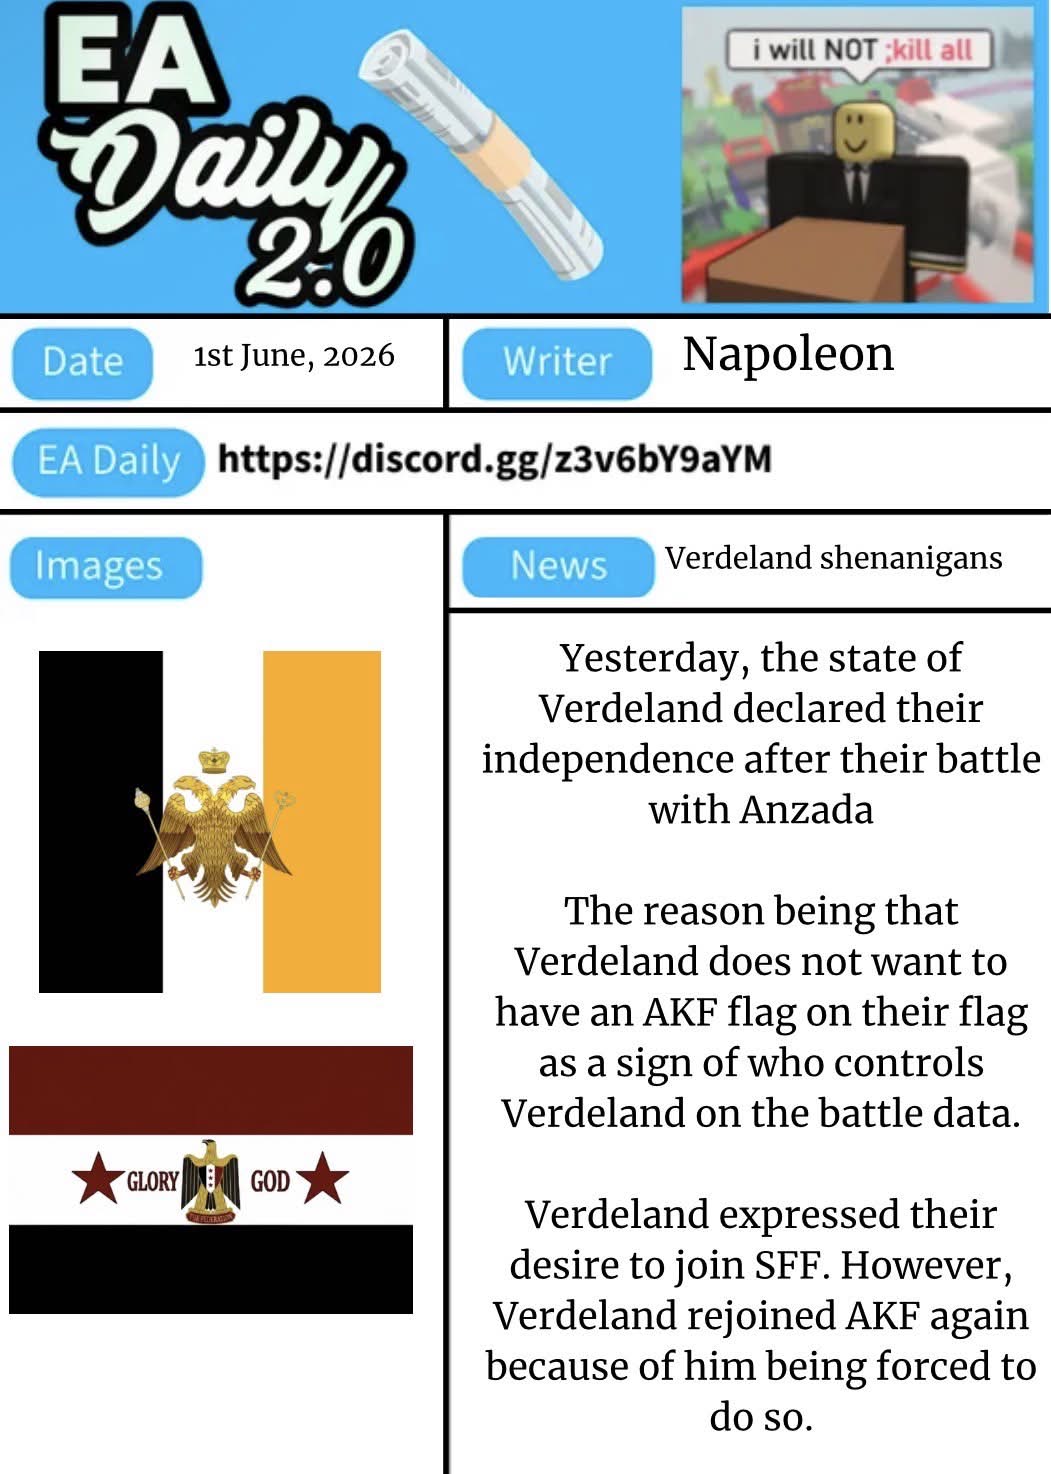 EA
Daily
2.0
i will NOT ;kill all
Date
1st June, 2026
Writer
Napoleon
EA Daily
https://discord.gg/z3v6bY9aYM
Images
News
Verdeland shenanigans
GLORY
GOD
THE FEDERATION
Yesterday, the state of
Verdeland declared their
independence after their battle
with Anzada
The reason being that
Verdeland does not want to
have an AKF flag on their flag
as a sign of who controls
Verdeland on the battle data.
Verdeland expressed their
desire to join SFF. However,
Verdeland rejoined AKF again
because of him being forced to
do so.